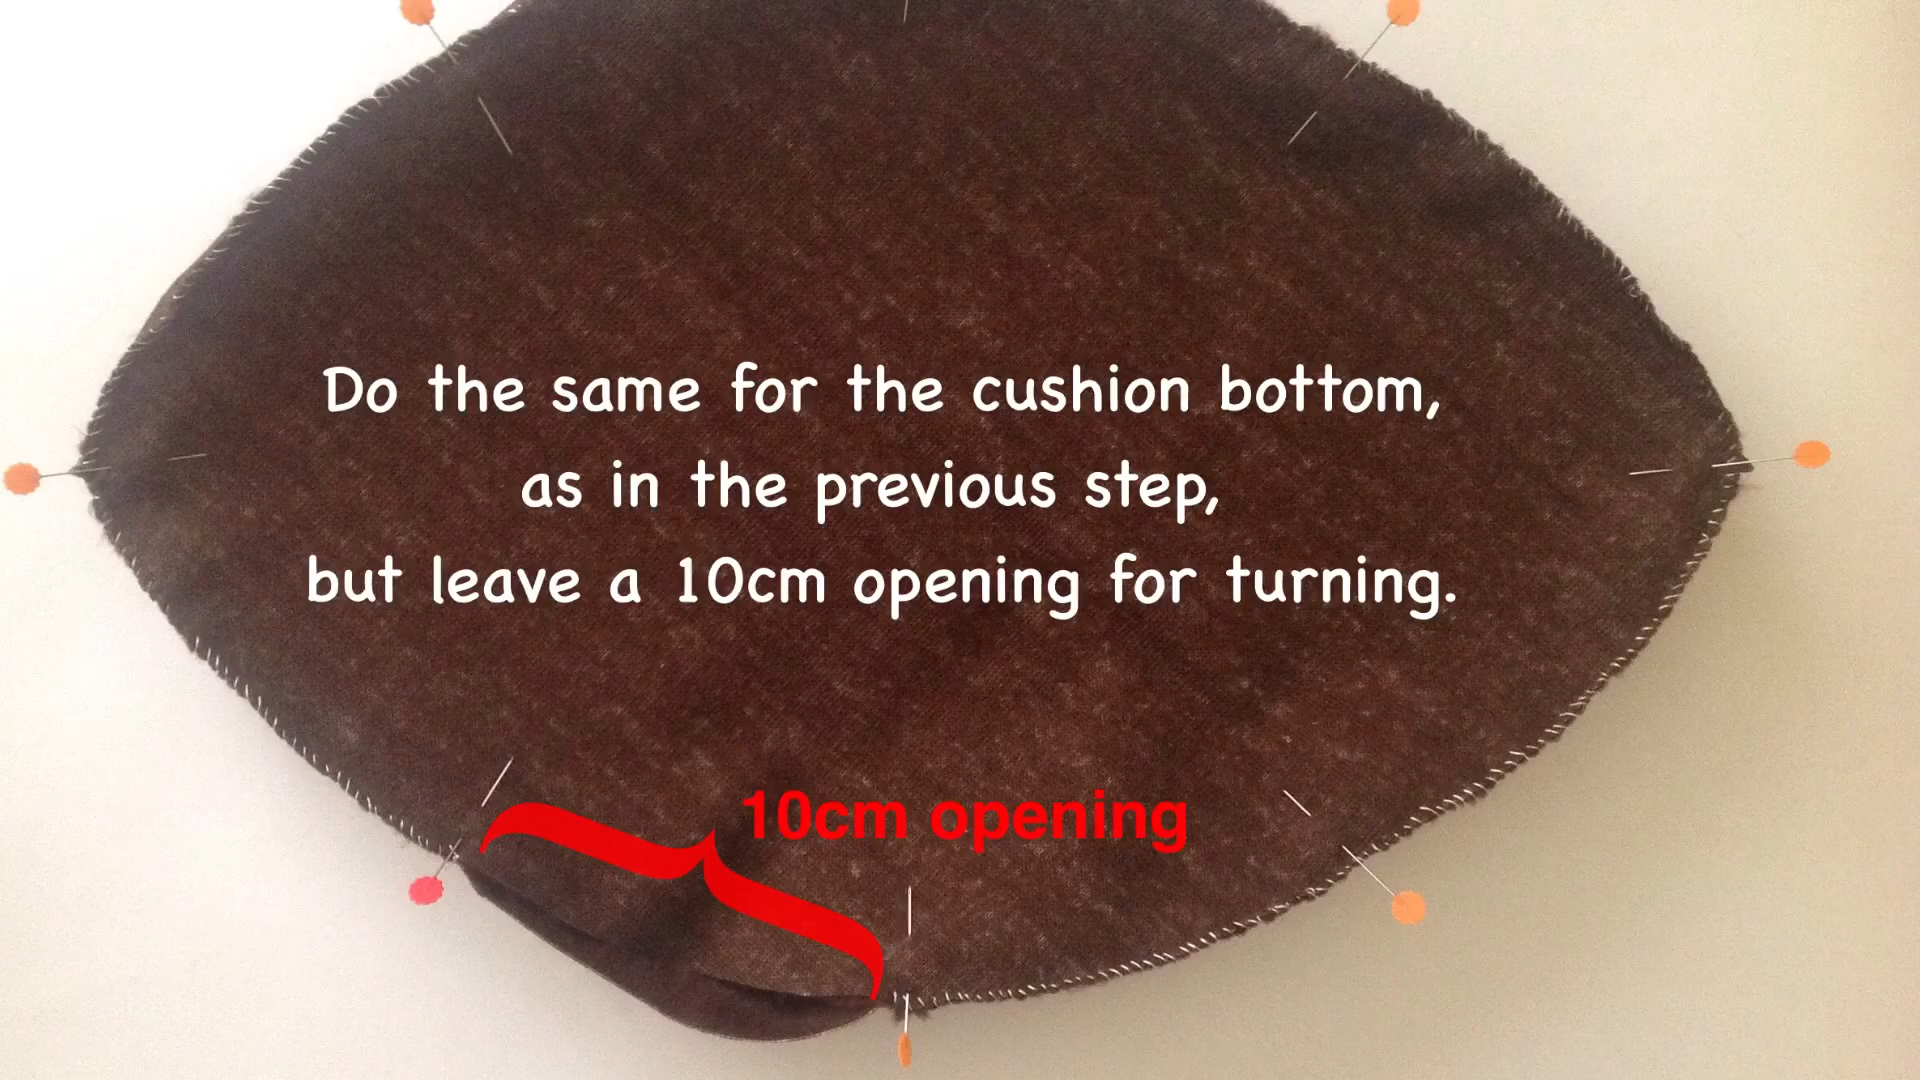 Do the same for the cushion bottom,
as in the previous step,
but leave a 10cm opening for turning.
10cm opening